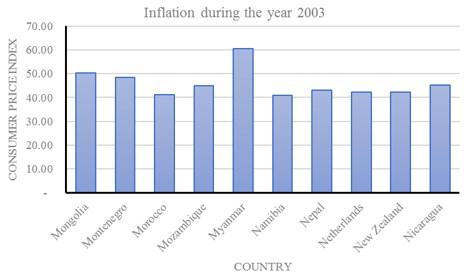 Inflation during the year 2003
CONSUMER PRICE INDEX
70.00
60.00
50.00
40.00
30.00
20.00
10.00
-
Mongolia
Montenegro
Morocco
Mozambique
Myanmar
Namibia
Nepal
Netherlands
New Zealand
Nicaragua
COUNTRY